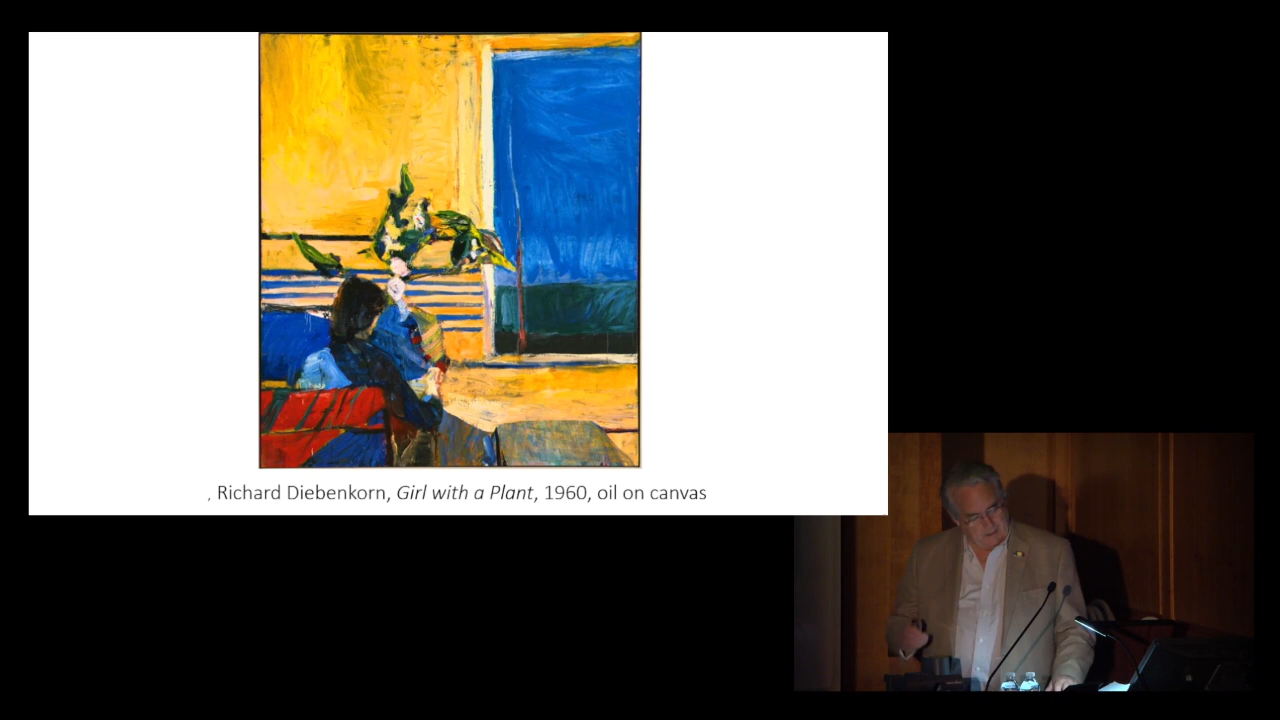 , Richard Diebenkorn, Girl with a Plant, 1960, oil on canvas